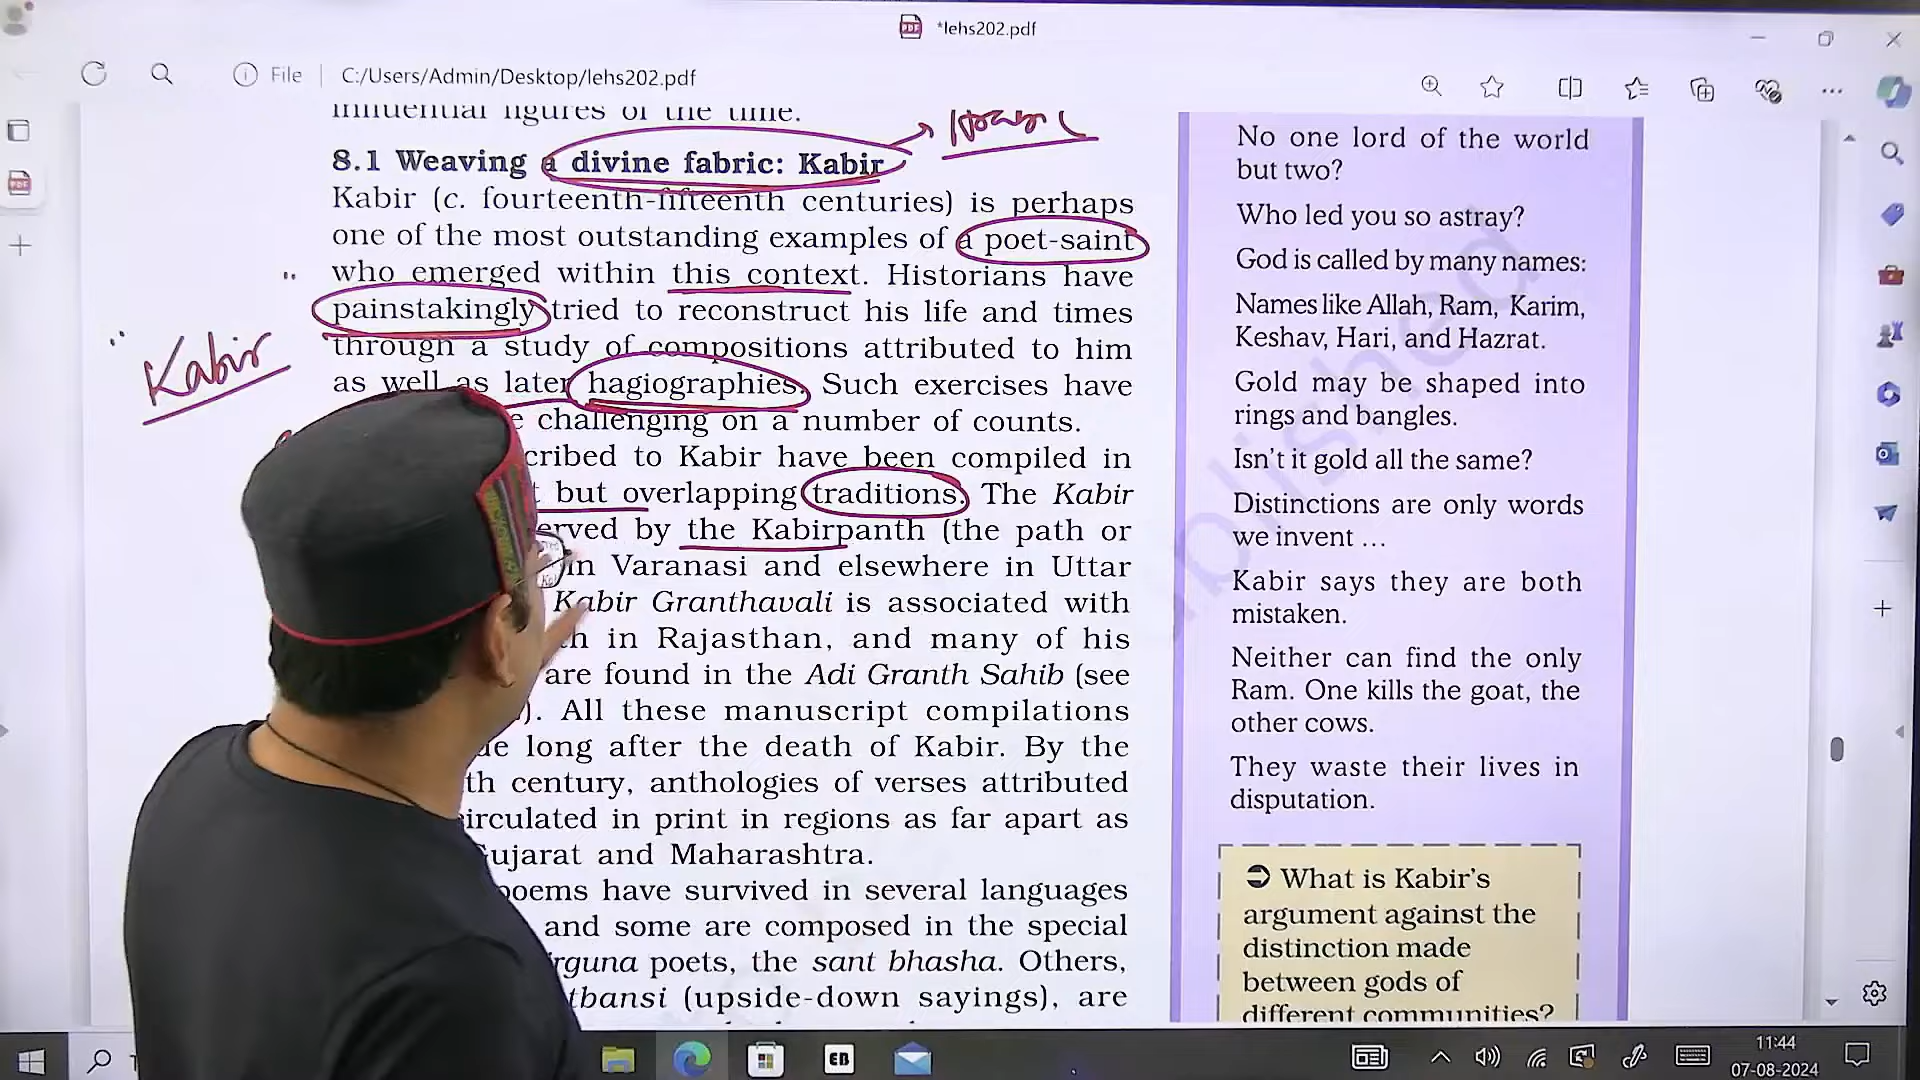 *lehs202.pdf
File
C:/Users/Admin/Desktop/lehs202.pdf
influential figures of the time.
8.1 Weaving a divine fabric: Kabir
Kabir (c. fourteenth-fifteenth centuries) is perhaps
one of the most outstanding examples of a poet-saint
who emerged within this context. Historians have
painstakingly tried to reconstruct his life and times
through a study of compositions attributed to him
as well as later hagiographies. Such exercises have
challenging on a number of counts.
cribed to Kabir have been compiled in
t but overlapping traditions. The Kabir
erved by the Kabirpanth (the path or
in Varanasi and elsewhere in Uttar
Kabir Granthavali is associated with
th in Rajasthan, and many of his
are found in the Adi Granth Sahib (see
). All these manuscript compilations
de long after the death of Kabir. By the
th century, anthologies of verses attributed
circulated in print in regions as far apart as
Gujarat and Maharashtra.
poems have survived in several languages
and some are composed in the special
irguna poets, the sant bhasha. Others,
tbansi (upside-down sayings), are
Kabir
No one lord of the world
but two?
Who led you so astray?
God is called by many names:
Names like Allah, Ram, Karim,
Keshav, Hari, and Hazrat.
Gold may be shaped into
rings and bangles.
Isn't it gold all the same?
Distinctions are only words
we invent ...
Kabir says they are both
mistaken.
Neither can find the only
Ram. One kills the goat, the
other cows.
They waste their lives in
disputation.
What is Kabir's
argument against the
distinction made
between gods of
different communities?
EB
11:44
07-08-2024